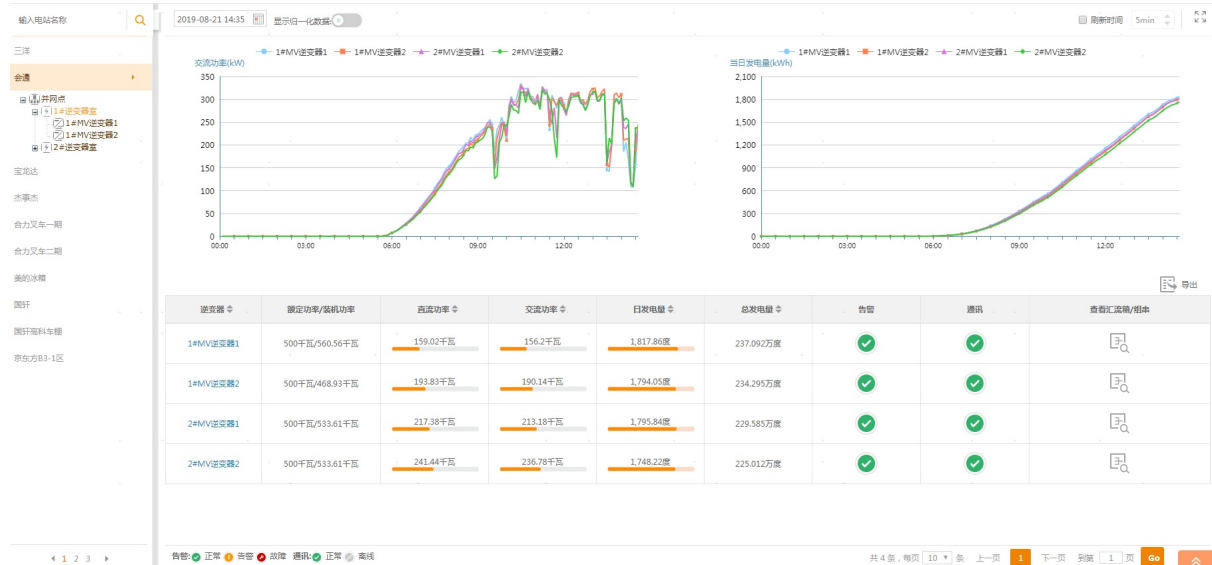 输入电站名称
2019-08-21 14:35
显示归一化数据:
刷新时间
5min
三洋
会通
并网点
1#逆变器室
1#MV逆变器1
1#MV逆变器2
2#逆变器室
宝龙达
杰事杰
合力叉车一期
合力叉车二期
美的冰箱
国轩
国轩高科车棚
京东方B3-1区
1 2 3
1#MV逆变器1 1#MV逆变器2 2#MV逆变器1 2#MV逆变器2
交流功率(kW)
350
300
250
200
150
100
50
0
00:00 03:00 06:00 09:00 12:00
1#MV逆变器1 1#MV逆变器2 2#MV逆变器1 2#MV逆变器2
当日发电量(kWh)
2,100
1,800
1,500
1,200
900
600
300
0
00:00 03:00 06:00 09:00 12:00
导出
逆变器 额定功率/装机功率 直流功率 交流功率 日发电量 总发电量 告警 通讯 查看汇流箱/组串
1#MV逆变器1 500千瓦/560.56千瓦 159.02千瓦 156.2千瓦 1,817.86度 237.092万度
1#MV逆变器2 500千瓦/468.93千瓦 193.83千瓦 190.14千瓦 1,794.05度 234.295万度
2#MV逆变器1 500千瓦/533.61千瓦 217.38千瓦 213.18千瓦 1,795.84度 229.585万度
2#MV逆变器2 500千瓦/533.61千瓦 241.44千瓦 236.78千瓦 1,748.22度 225.012万度
告警: 正常 告警 故障 通讯: 正常 离线
共4条,每页 10 条 上一页 1 下一页 到第 1 页 Go